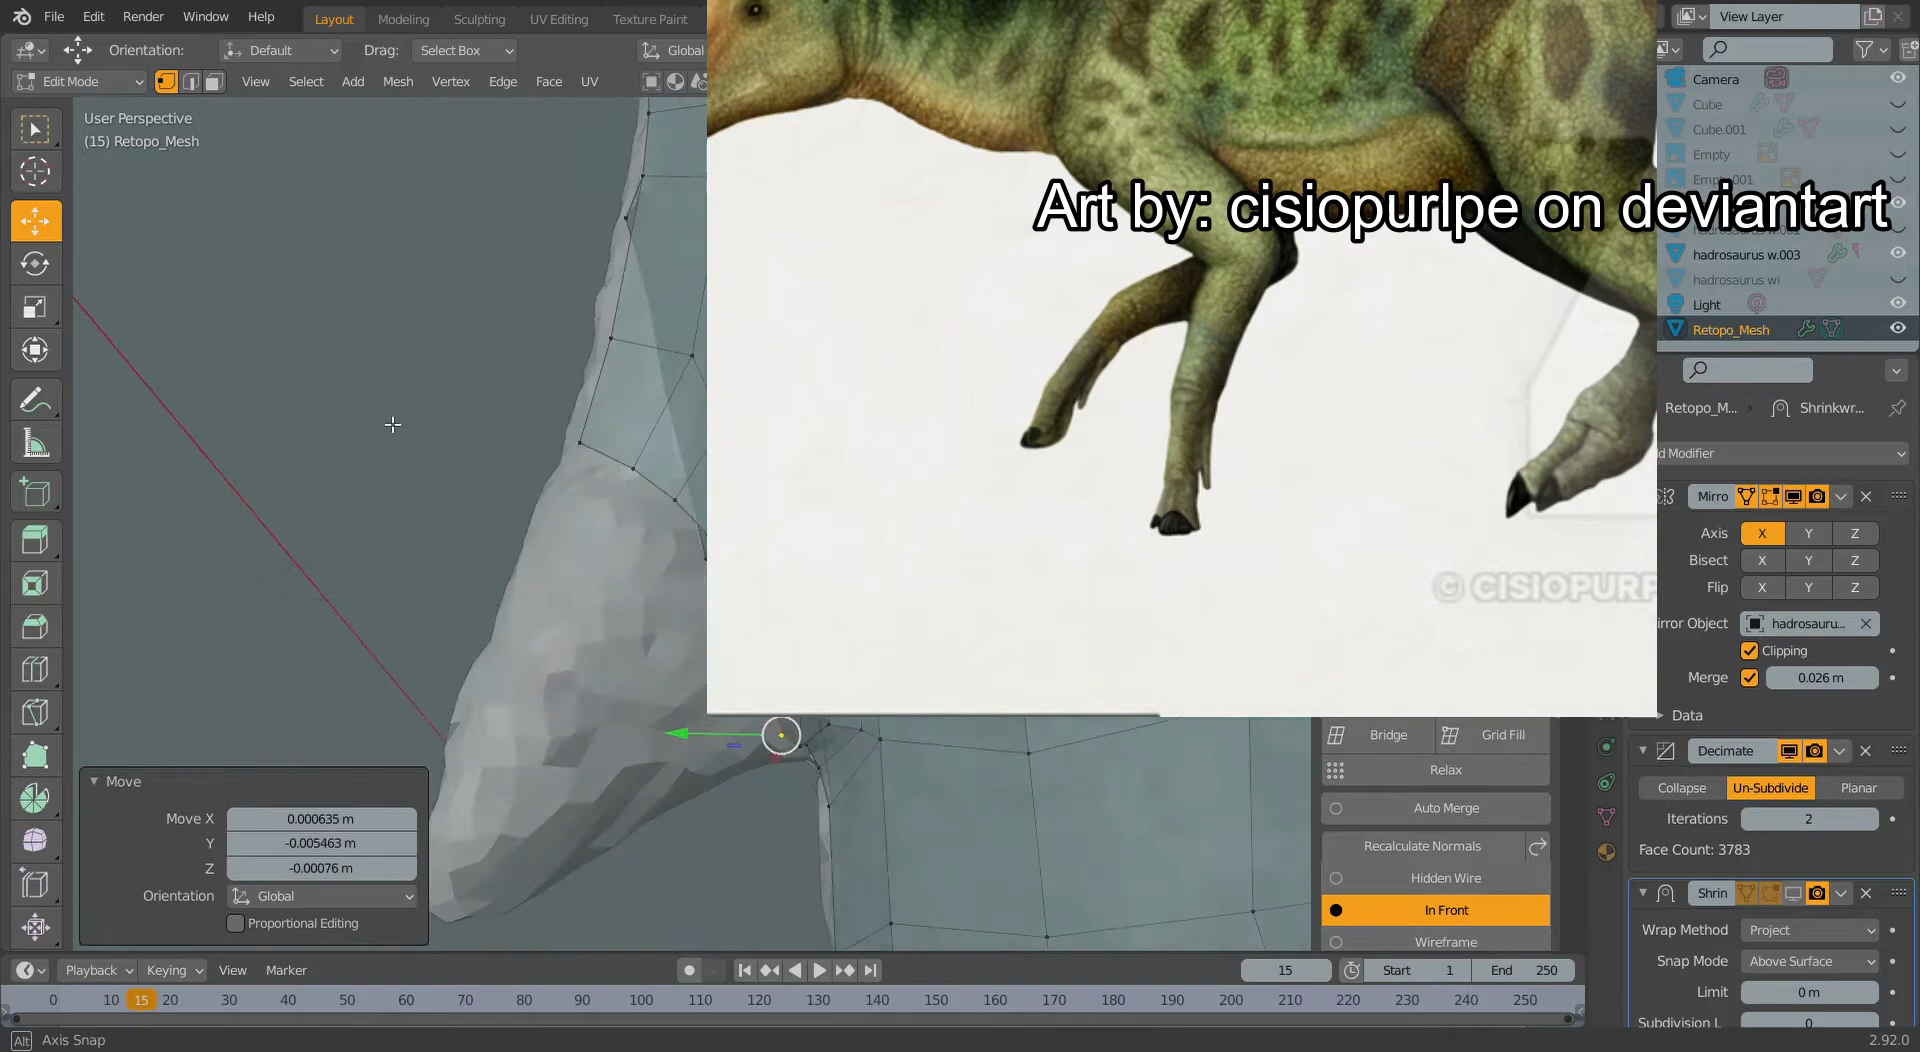 File Edit Render Window Help Layout Modeling Sculpting UV Editing Texture Paint View Layer
Orientation: Default Drag: Select Box Global
Edit Mode View Select Add Mesh Vertex Edge Face UV
User Perspective
(15) Retopo_Mesh
Camera
Cube
Cube.001
Empty
Empty.001
Art by: cisiopurlpe on deviantart
hadrosaurus w.003
hadrosaurus wi
Light
Retopo_Mesh
Retopo_M... Shrinkwr...
d Modifier
Mirro
Axis X Y Z
Bisect X Y Z
Flip X Y Z
© CISIOPURP
irror Object hadrosauru...
Clipping
Merge 0.026 m
Data
Bridge Grid Fill
Relax
Auto Merge
Recalculate Normals
Hidden Wire
In Front
Wireframe
Decimate
Collapse Un-Subdivide Planar
Iterations 2
Face Count: 3783
Shrin
Wrap Method Project
Snap Mode Above Surface
Limit 0 m
Subdivision L 0
Move
Move X 0.000635 m
Y -0.005463 m
Z -0.00076 m
Orientation Global
Proportional Editing
Playback Keying View Marker 15 Start 1 End 250
0 10 15 20 30 40 50 60 70 80 90 100 110 120 130 140 150 160 170 180 190 200 210 220 230 240 250
Alt Axis Snap 2.92.0